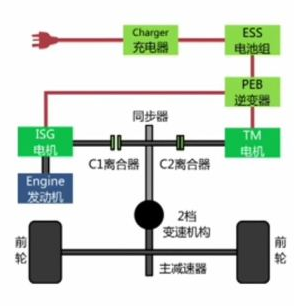 Charger
充电器
ESS
电池组
PEB
逆变器
同步器
ISG
电机
C1离合器
C2离合器
TM
电机
Engine
发动机
2档
变速机构
前轮
前轮
主减速器